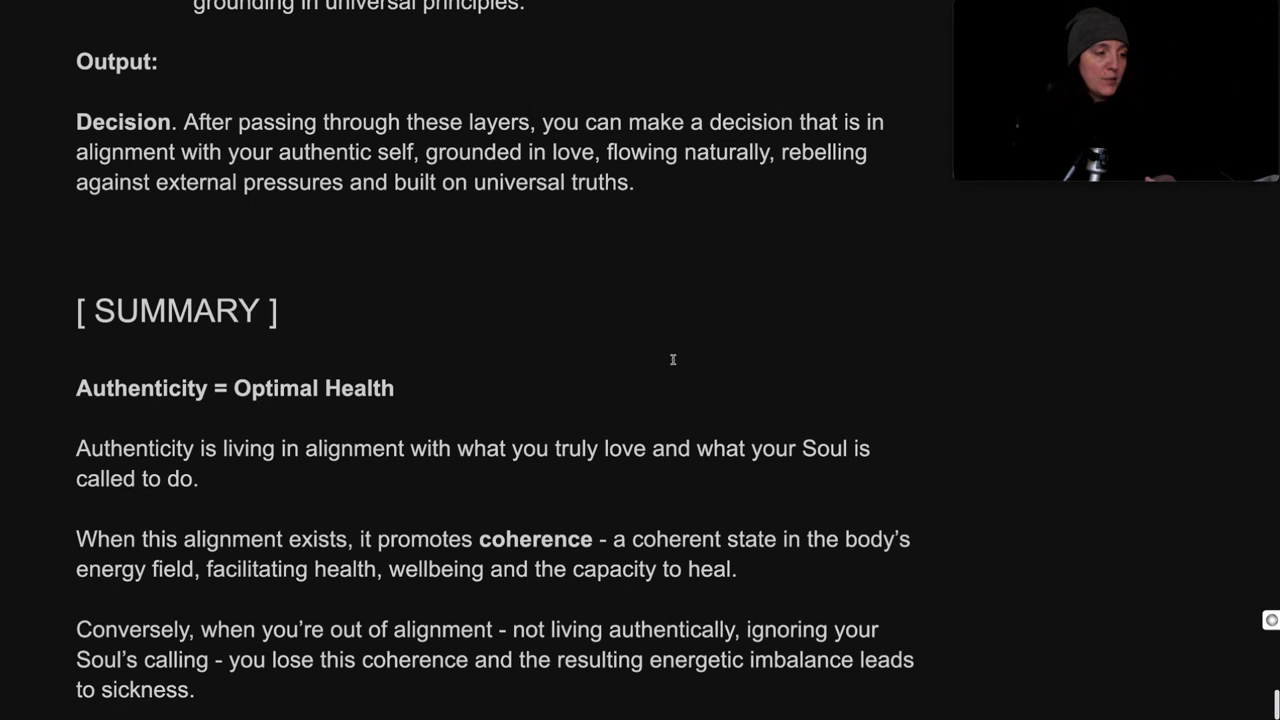 grounding in universal principles.
Output:
Decision. After passing through these layers, you can make a decision that is in
alignment with your authentic self, grounded in love, flowing naturally, rebelling
against external pressures and built on universal truths.
[ SUMMARY ]
Authenticity = Optimal Health
Authenticity is living in alignment with what you truly love and what your Soul is
called to do.
When this alignment exists, it promotes coherence - a coherent state in the body’s
energy field, facilitating health, wellbeing and the capacity to heal.
Conversely, when you’re out of alignment - not living authentically, ignoring your
Soul’s calling - you lose this coherence and the resulting energetic imbalance leads
to sickness.